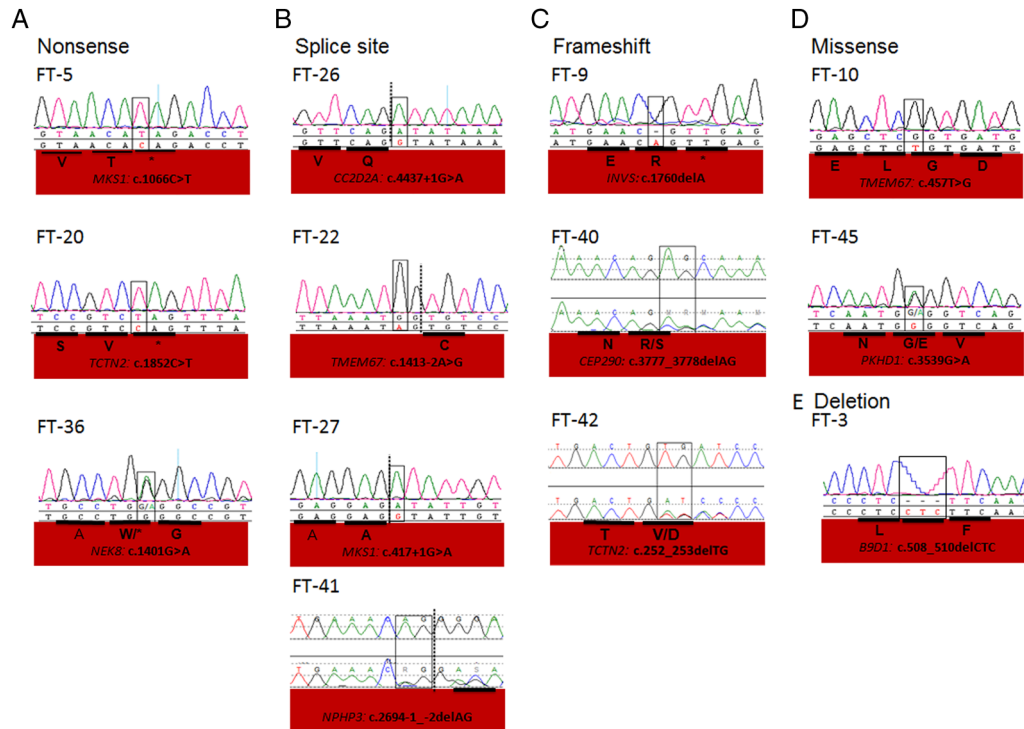 A
Nonsense
FT-5
G T A A C A T A G A C C T
G T A A C A C A G A C C T
V T *
MKS1: c.1066C>T
FT-20
T C C G T C T A G T T T A
T C C G T C C A G T T T A
S V *
TCTN2: c.1852C>T
FT-36
T G C C T G G/A G G C C G T
T G C C T G G G G C C G T
A W/* G
NEK8: c.1401G>A
B
Splice site
FT-26
G T T C A G A T A T A A A
G T T C A G G T A T A A A
V Q
CC2D2A: c.4437+1G>A
FT-22
T T A A A T G G T G T C C
T T A A A T A G T G T C C
C
TMEM67: c.1413-2A>G
FT-27
G A G G A G A T A T T G T
G A G G A G G T A T T G T
A A
MKS1: c.417+1G>A
FT-41
T G A A A C A G G G G A
T G A A A C R G G A S A
NPHP3: c.2694-1_-2delAG
C
Frameshift
FT-9
A T G A A C - G T T G A G
A T G A A C A G T T G A G
E R *
INVS: c.1760delA
FT-40
A A A C A G A G C A A A
N R/S
CEP290: c.3777_3778delAG
FT-42
T G A C T G T G A T C C
T G A C T G A T C C C C
T V/D
TCTN2: c.252_253delTG
D
Missense
FT-10
G A G C T C G G T G A T G
G A G C T C T G T G A T G
E L G D
TMEM67: c.457T>G
FT-45
T C A A T G G/A G G T C A G
T C A A T G G G G T C A G
N G/E V
PKHD1: c.3539G>A
E Deletion
FT-3
C C C T C - - - T T C A A
C C C T C C T C T T C A A
L F
B9D1: c.508_510delCTC